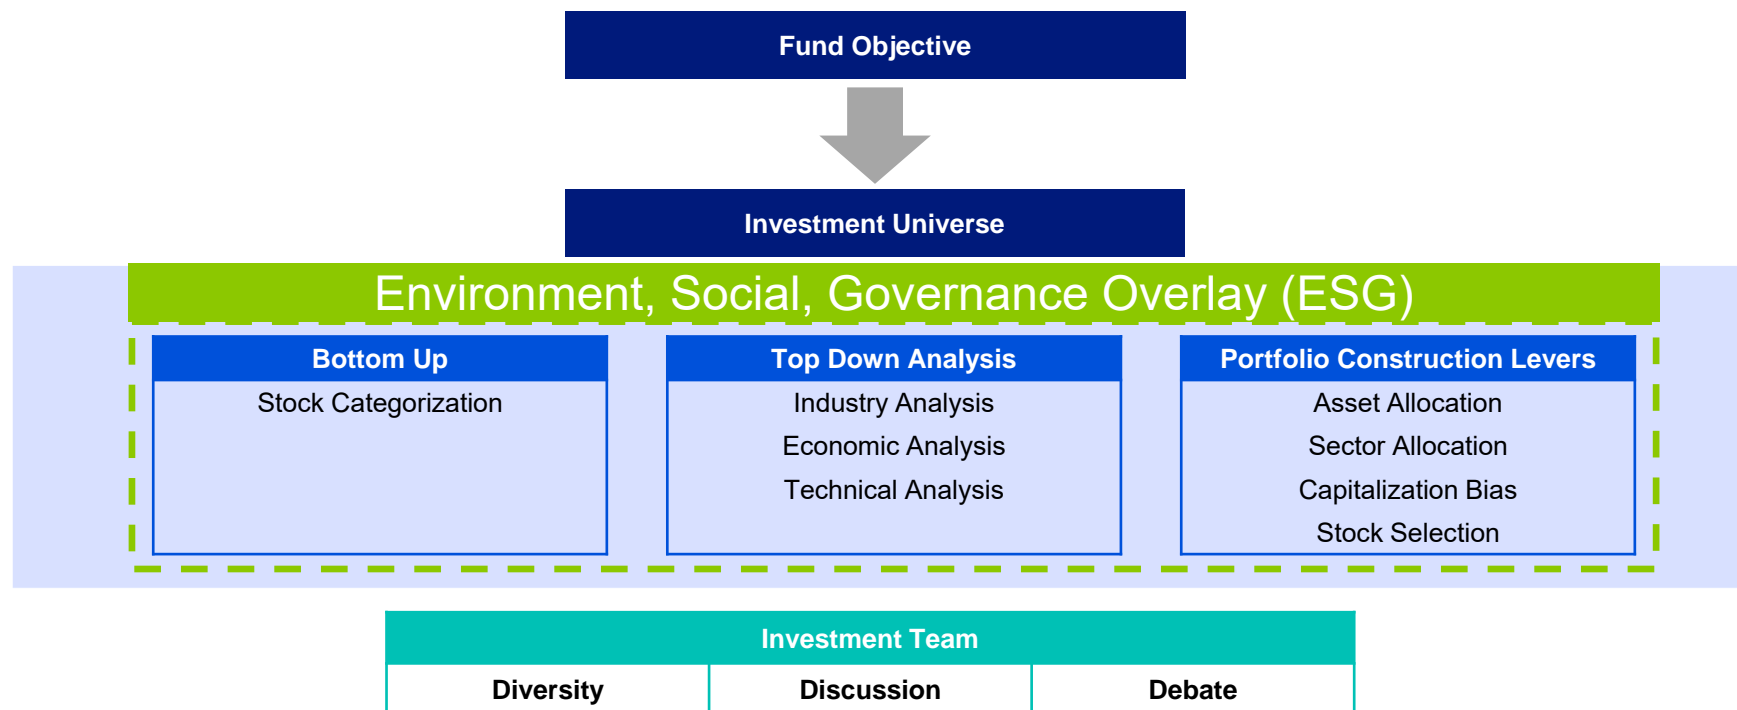 Fund Objective
Investment Universe
Environment, Social, Governance Overlay (ESG)
Bottom Up
Stock Categorization
Top Down Analysis
Industry Analysis
Economic Analysis
Technical Analysis
Portfolio Construction Levers
Asset Allocation
Sector Allocation
Capitalization Bias
Stock Selection
Investment Team
Diversity
Discussion
Debate